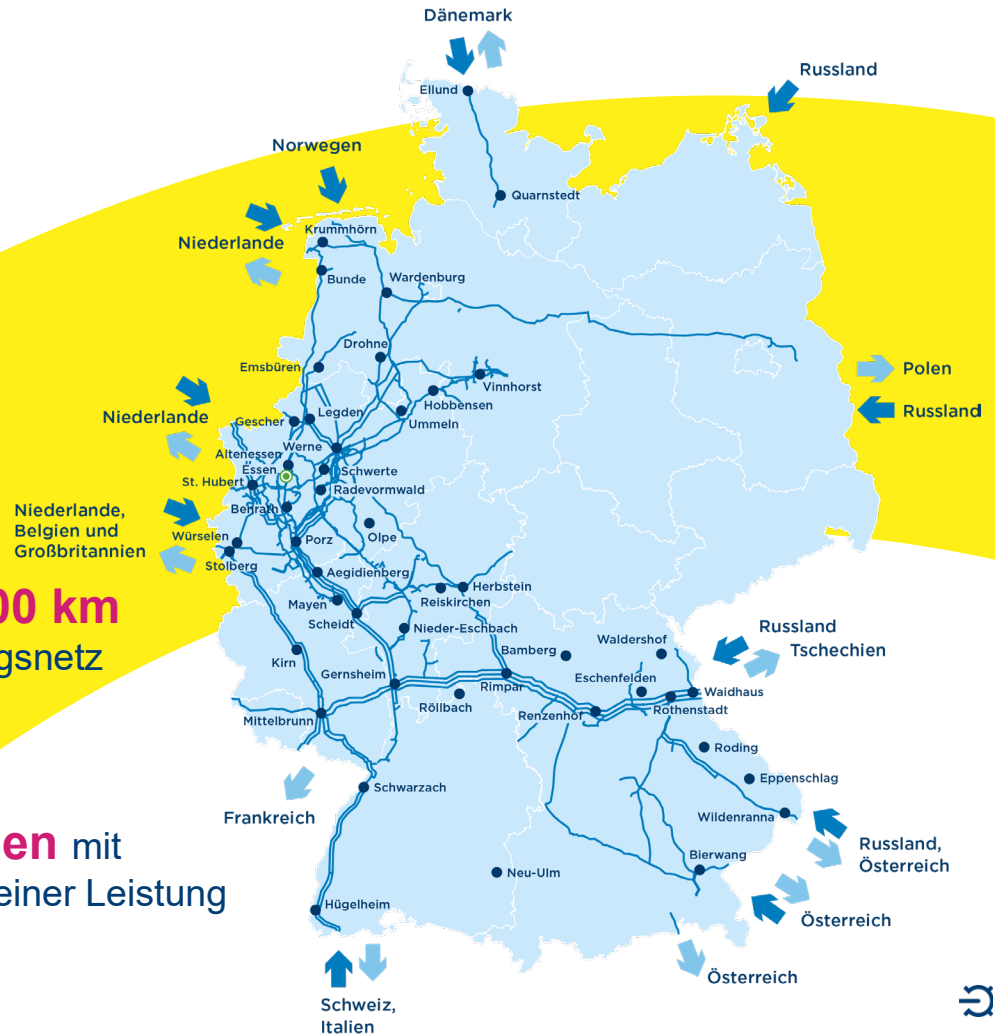 Dänemark
Ellund
Russland
Norwegen
Quarnstedt
Krummhörn
Niederlande
Bunde
Wardenburg
Drohne
Emsbüren
Polen
Vinnhorst
Hobbensen
Niederlande
Legden
Russland
Gescher
Ummeln
Werne
Altenessen
Essen
Schwerte
St. Hubert
Radevormwald
Benrath
Niederlande,
Belgien und
Großbritannien
Würselen
Olpe
Porz
Stolberg
Aegidienberg
Herbstein
Reiskirchen
00 km
Mayen
Scheidt
Nieder-Eschbach
Russland
Tschechien
Waldershof
gsnetz
Bamberg
Kirn
Gernsheim
Eschenfelden
Rimpar
Waidhaus
Röllbach
Rothenstadt
Renzenhof
Mittelbrunn
Roding
Eppenschlag
Schwarzach
Frankreich
Wildenranna
en mit
Russland,
Österreich
Bierwang
Neu-Ulm
einer Leistung
Hügelheim
Österreich
Österreich
Schweiz,
Italien